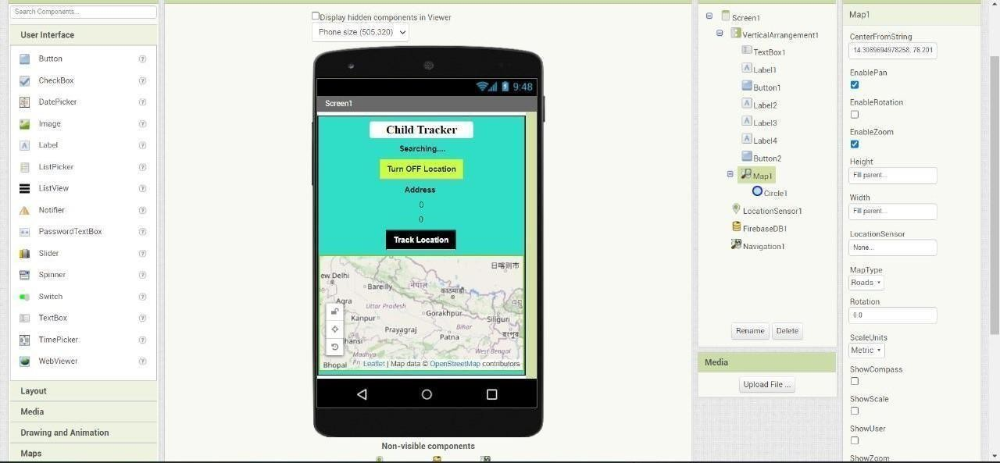 Search Components...
User Interface
Button
CheckBox
DatePicker
Image
Label
ListPicker
ListView
Notifier
PasswordTextBox
Slider
Spinner
Switch
TextBox
TimePicker
WebViewer
Layout
Media
Drawing and Animation
Maps
Display hidden components in Viewer
Phone size (505,320)
9:48
Screen1
Child Tracker
Searching....
Turn OFF Location
Address
0
0
Track Location
日喀则市
ew Delhi
Bareilly
नेपाल
काठमाडौं
Agra
Uttar Pradesh
Kanpur
Gorakhpur
Siliguri
Bihar
Prayagraj
Patna
রংপুর
hansi
Madhya
West Bengal
Bhopal
Pr
Leaflet | Map data © OpenStreetMap contributors
Non-visible components
Screen1
VerticalArrangement1
TextBox1
Label1
Button1
Label2
Label3
Label4
Button2
Map1
Circle1
LocationSensor1
FirebaseDB1
Navigation1
Rename Delete
Media
Upload File ...
Map1
CenterFromString
14.3069694978258, 76.201
EnablePan
EnableRotation
EnableZoom
Height
Fill parent...
Width
Fill parent...
LocationSensor
None...
MapType
Roads
Rotation
0.0
ScaleUnits
Metric
ShowCompass
ShowScale
ShowUser
ShowZoom